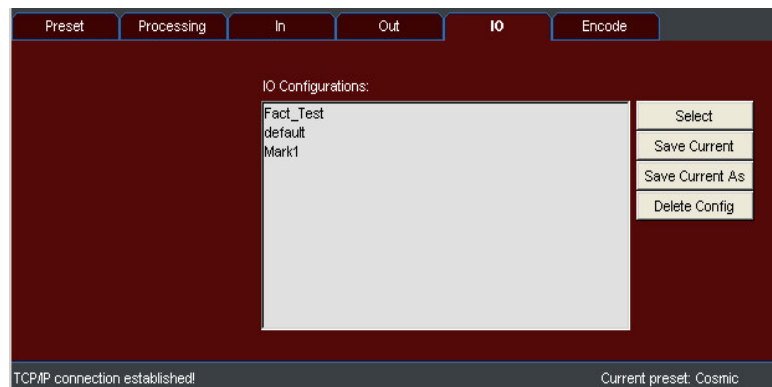 Preset Processing In Out IO Encode
IO Configurations:
Fact_Test
default
Mark1
Select
Save Current
Save Current As
Delete Config
TCP/IP connection established!
Current preset: Cosmic